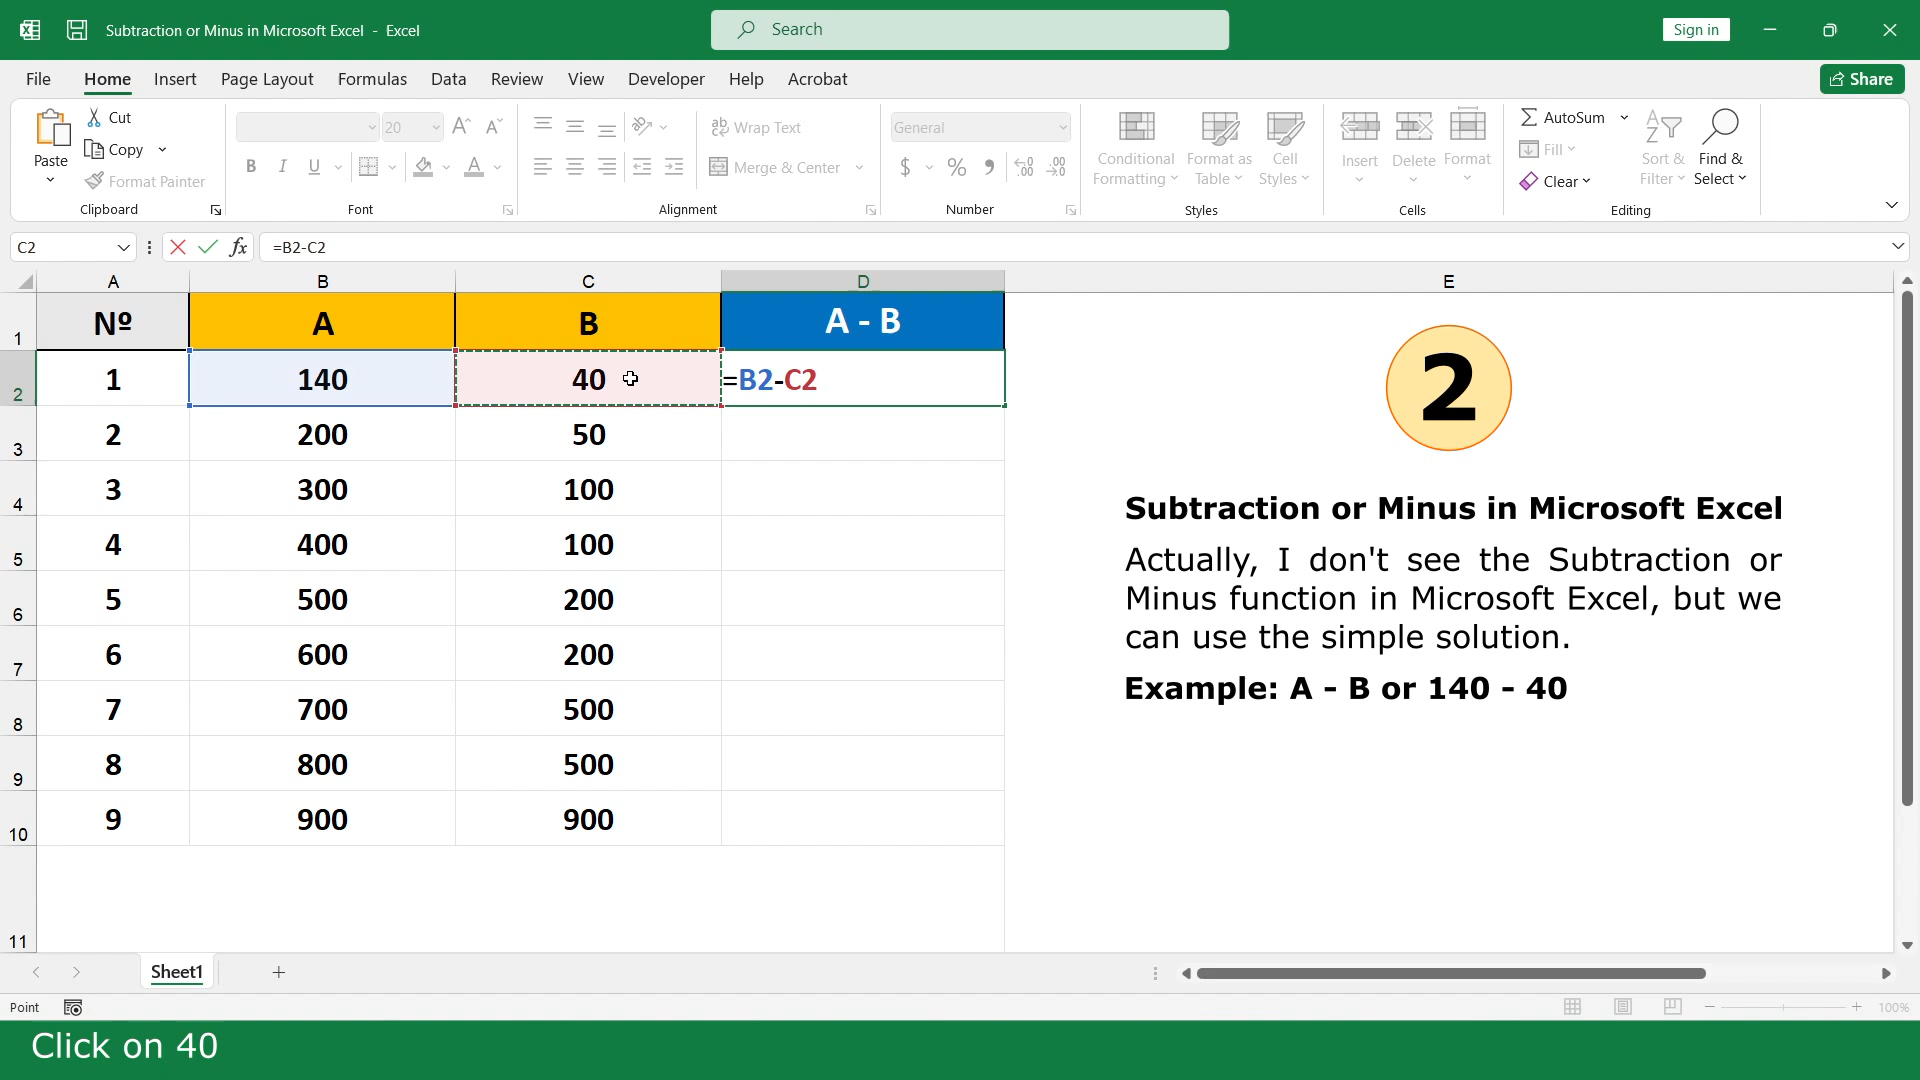 Subtraction or Minus in Microsoft Excel - Excel
Search
Sign in
File Home Insert Page Layout Formulas Data Review View Developer Help Acrobat
Share
Paste
Cut
Copy
Format Painter
Clipboard
20
B I U
Font
Wrap Text
Merge & Center
Alignment
General
$ % ,
Number
Conditional Formatting
Format as Table
Cell Styles
Styles
Insert
Delete
Format
Cells
AutoSum
Fill
Clear
Sort & Filter
Find & Select
Editing
C2
fx
=B2-C2
A B C D E
1 Nº A B A - B
2 1 140 40 =B2-C2
3 2 200 50
4 3 300 100
5 4 400 100
6 5 500 200
7 6 600 200
8 7 700 500
9 8 800 500
10 9 900 900
11
2
Subtraction or Minus in Microsoft Excel
Actually, I don't see the Subtraction or
Minus function in Microsoft Excel, but we
can use the simple solution.
Example: A - B or 140 - 40
Sheet1
Point
100%
Click on 40